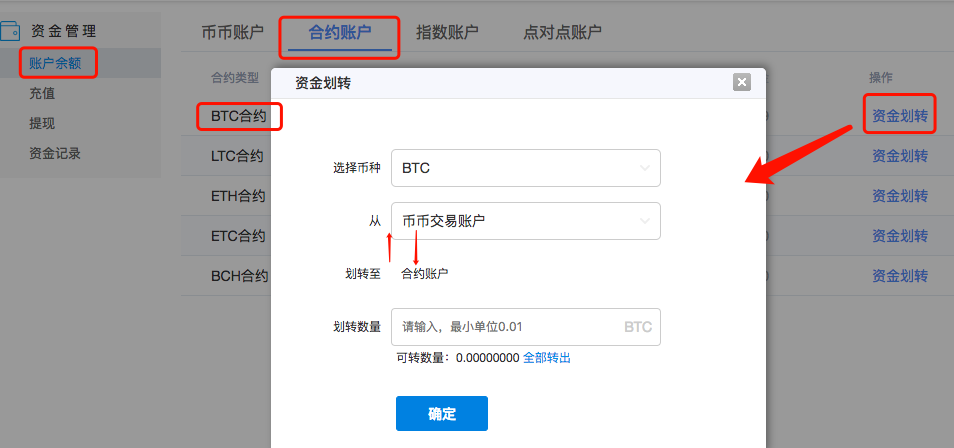 资金管理
账户余额
充值
提现
资金记录
币币账户 合约账户 指数账户 点对点账户
合约类型 操作
BTC合约 资金划转
LTC合约 资金划转
ETH合约 资金划转
ETC合约 资金划转
BCH合约 资金划转
资金划转
选择币种 BTC
从 币币交易账户
划转至 合约账户
划转数量 请输入，最小单位0.01 BTC
可转数量：0.00000000 全部转出
确定